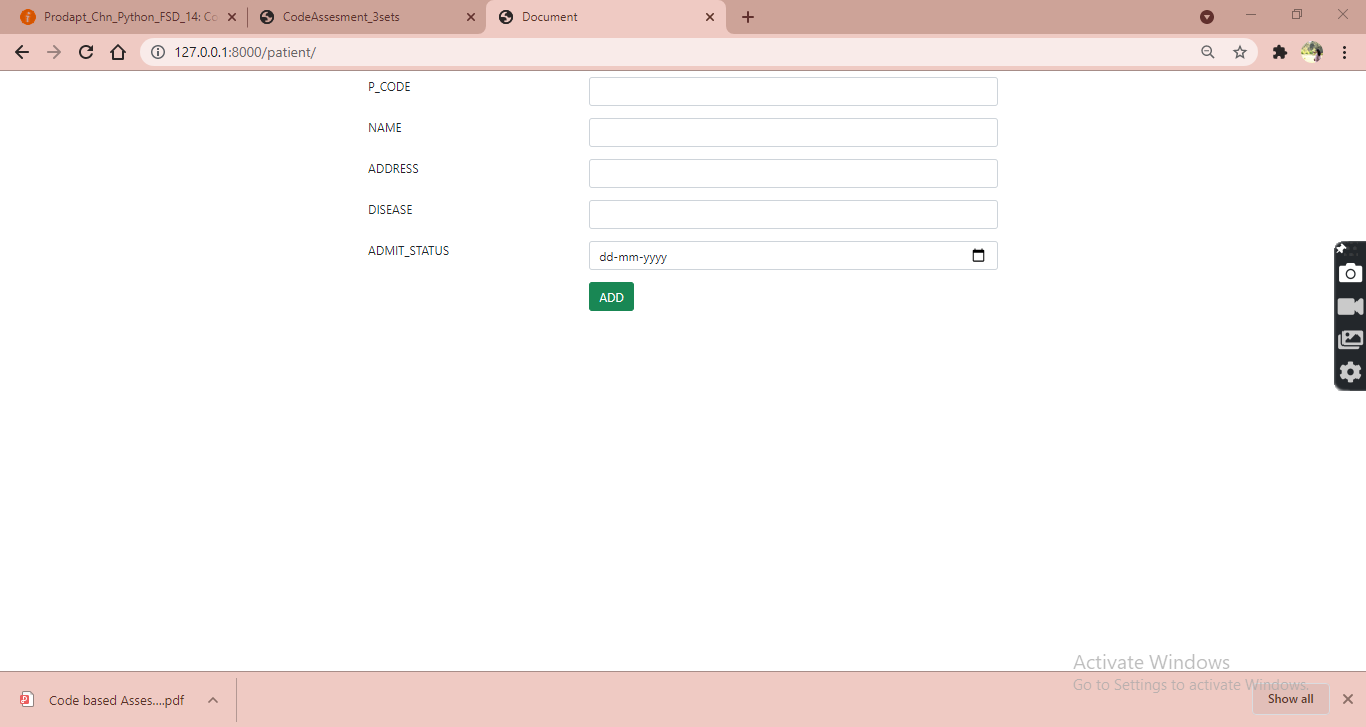 Prodapt_Chn_Python_FSD_14: Co
CodeAssesment_3sets
Document
127.0.0.1:8000/patient/
P_CODE
NAME
ADDRESS
DISEASE
ADMIT_STATUS
dd-mm-yyyy
ADD
Activate Windows
Go to Settings to activate Windows.
Code based Asses....pdf
Show all